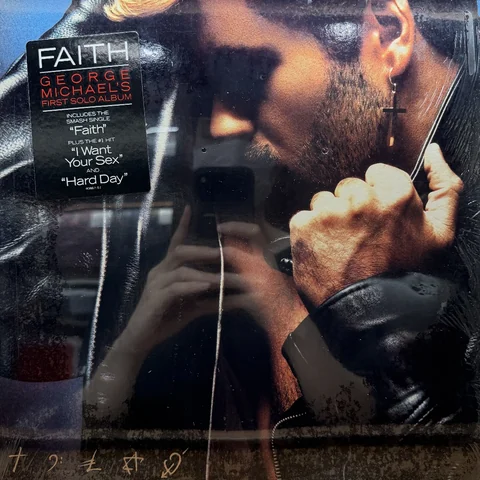 FAITH
GEORGE
MICHAEL'S
FIRST SOLO ALBUM
INCLUDES THE
SMASH SINGLE
"Faith"
PLUS THE #1 HIT
"I Want
Your Sex"
AND
"Hard Day"